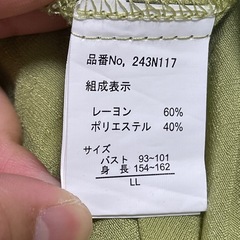 品番No, 243N117
組成表示
レーヨン 60%
ポリエステル 40%
サイズ
バスト 93~101
身長 154~162
LL